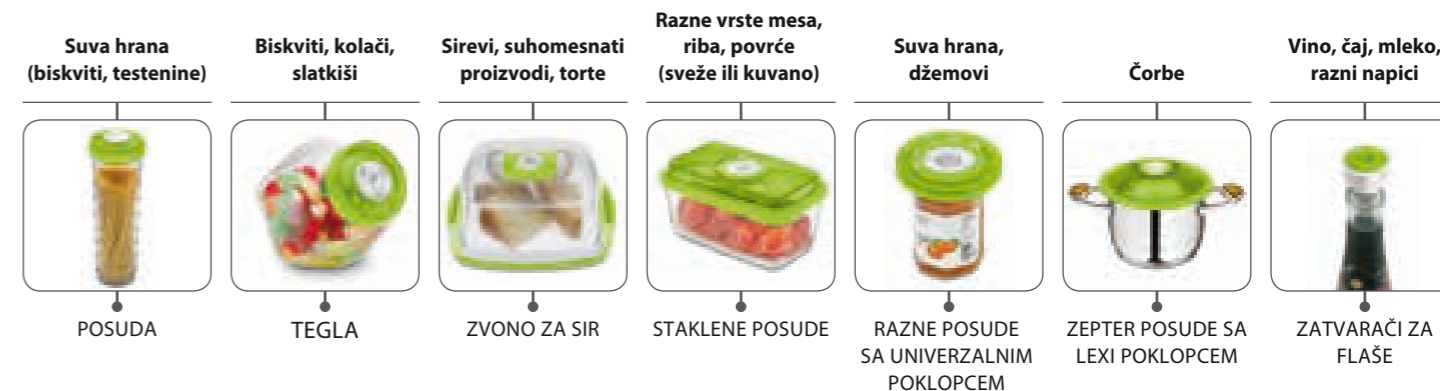 Suva hrana
(biskviti, testenine)
Biskviti, kolači,
slatkiši
Sirevi, suhomesnati
proizvodi, torte
Razne vrste mesa,
riba, povrće
(sveže ili kuvano)
Suva hrana,
džemovi
Čorbe
Vino, čaj, mleko,
razni napici
POSUDA
TEGLA
ZVONO ZA SIR
STAKLENE POSUDE
RAZNE POSUDE
SA UNIVERZALNIM
POKLOPCEM
ZEPTER POSUDE SA
LEXI POKLOPCEM
ZATVARAČI ZA
FLAŠE